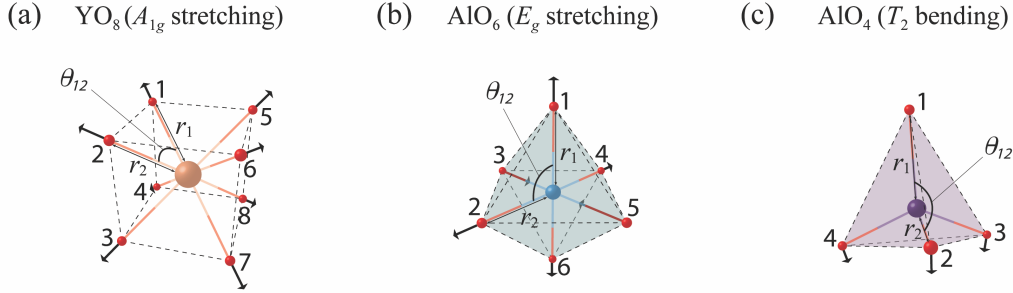 (a) YO8 (A1g stretching)
(b) AlO6 (Eg stretching)
(c) AlO4 (T2 bending)
θ12
1
5
r1
2
r2
6
4
8
3
7
θ12
1
r1
3
4
2
r2
5
6
1
θ12
r1
r2
4
2
3